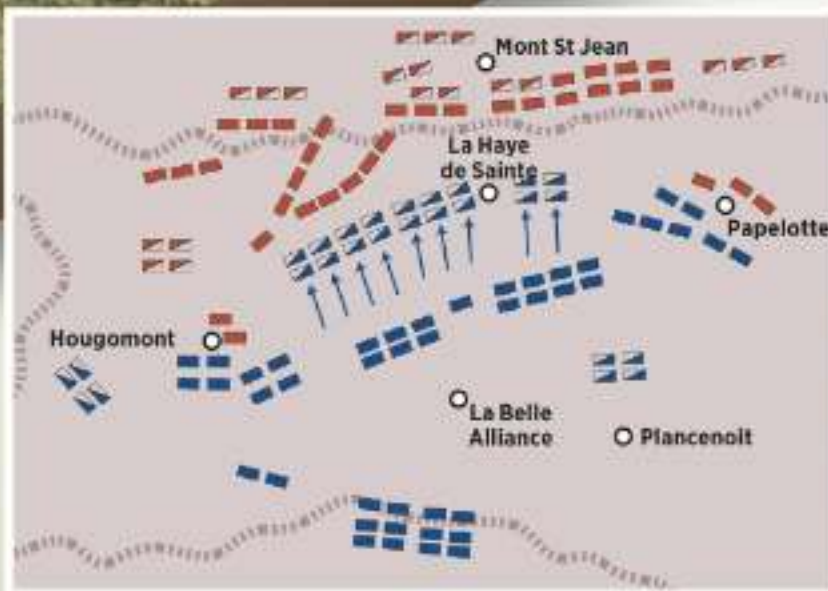 Mont St Jean
La Haye
de Sainte
Papelotte
Hougomont
La Belle
Alliance
Plancenoit